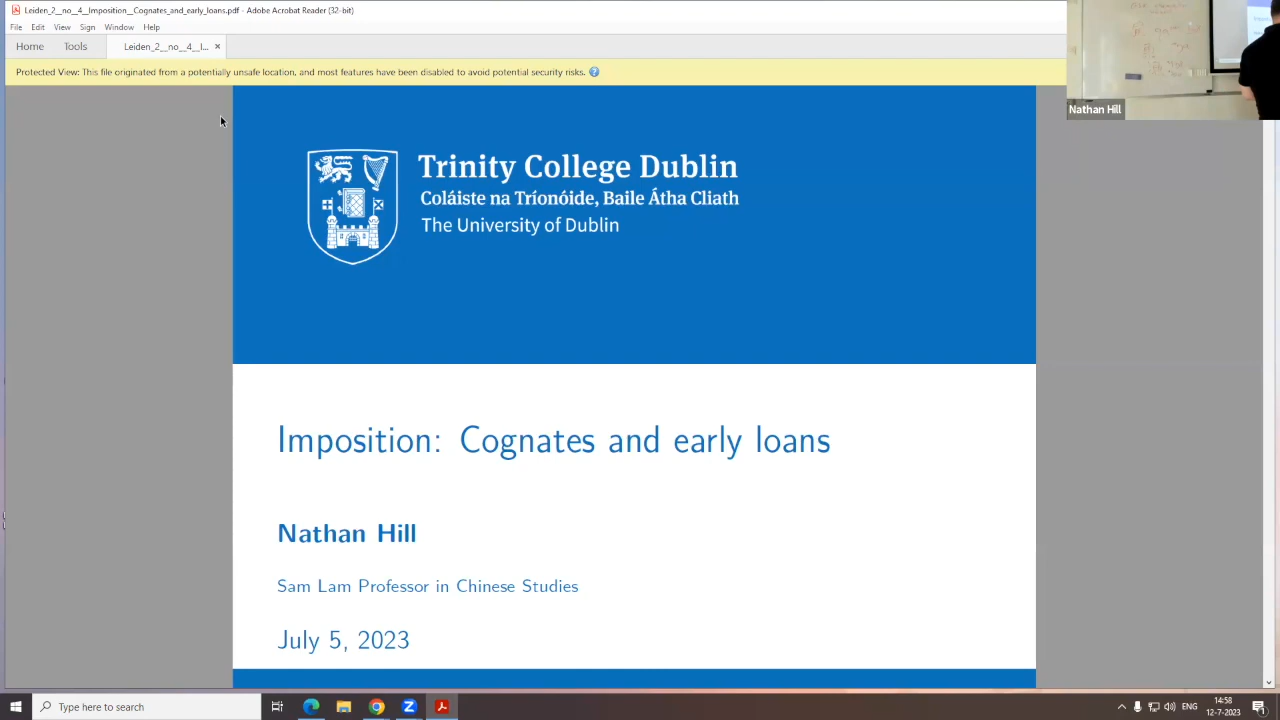 Leiden_2__no__4__Imposition__Cognates_and_early_loans.pdf - Adobe Acrobat Reader (32-bit)
File Edit View Sign Window Help
Home Tools Leiden_2__no__4__I... ×
Protected View: This file originated from a potentially unsafe location, and most features have been disabled to avoid potential security risks.
Nathan Hill
Trinity College Dublin
Coláiste na Tríonóide, Baile Átha Cliath
The University of Dublin
Imposition: Cognates and early loans
Nathan Hill
Sam Lam Professor in Chinese Studies
July 5, 2023
Type here to search
ENG
14:58
12-7-2023